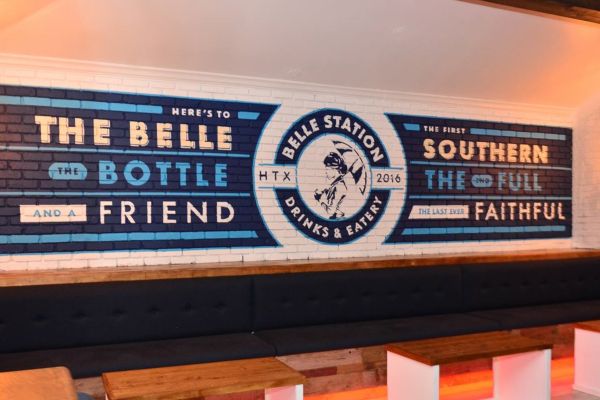 HERE'S TO
THE BELLE
THE BOTTLE
AND A FRIEND
BELLE STATION
HTX 2016
DRINKS & EATERY
THE FIRST
SOUTHERN
THE 2ND FULL
THE LAST EVER FAITHFUL